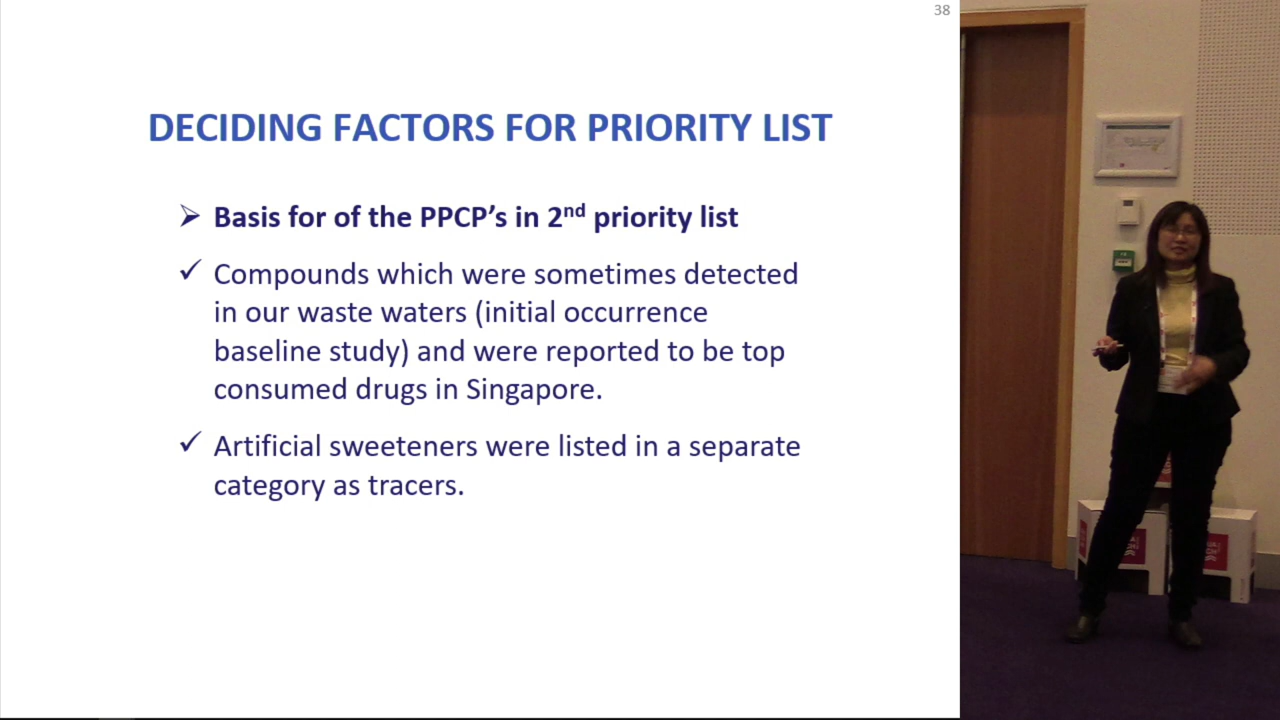 38
DECIDING FACTORS FOR PRIORITY LIST
➢ Basis for of the PPCP’s in 2nd priority list
✓ Compounds which were sometimes detected
in our waste waters (initial occurrence
baseline study) and were reported to be top
consumed drugs in Singapore.
✓ Artificial sweeteners were listed in a separate
category as tracers.